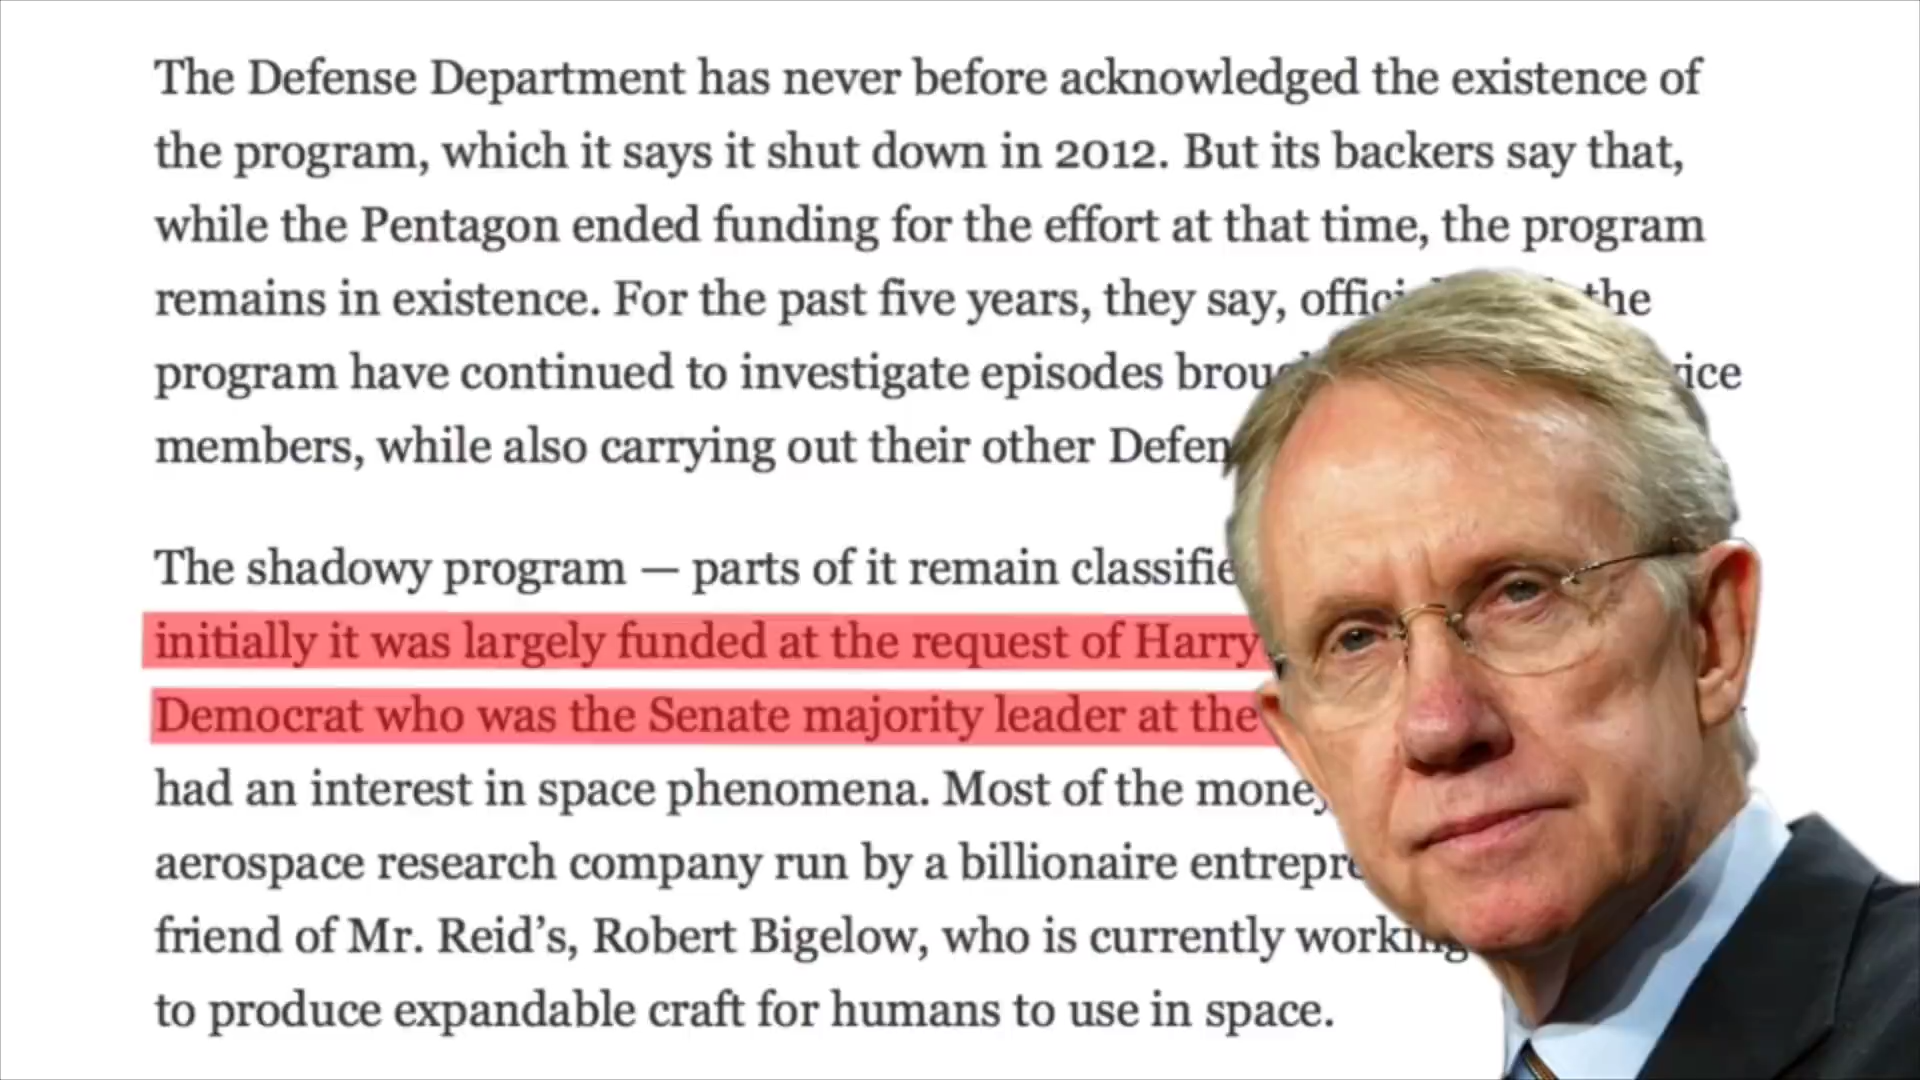 The Defense Department has never before acknowledged the existence of
the program, which it says it shut down in 2012. But its backers say that,
while the Pentagon ended funding for the effort at that time, the program
remains in existence. For the past five years, they say, the
program have continued to investigate episodes
members, while also carrying out their other
The shadowy program — parts of it remain
initially it was largely funded at the request of Harry
Democrat who was the Senate majority leader at the
had an interest in space phenomena. Most of the
aerospace research company run by a billionaire
friend of Mr. Reid’s, Robert Bigelow, who is currently working
to produce expandable craft for humans to use in space.